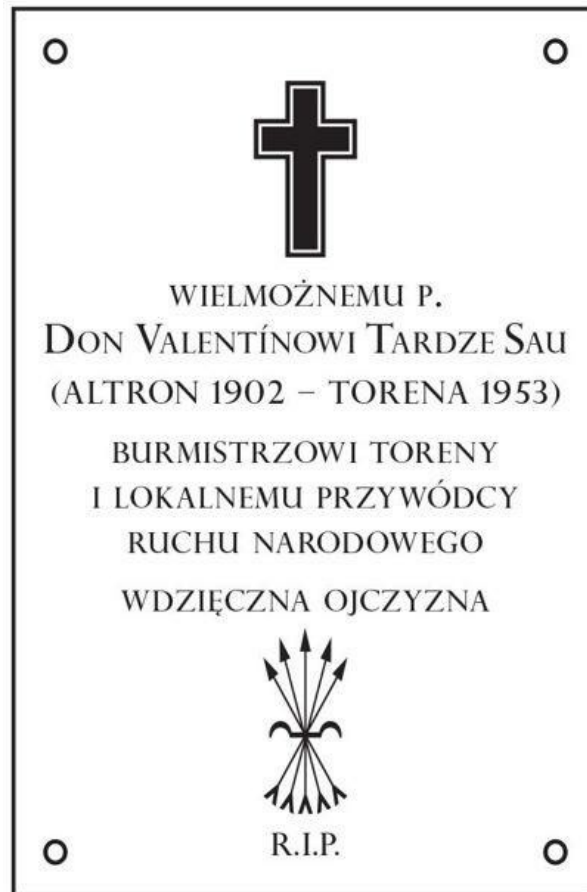 WIELMOŻNEMU P.
DON VALENTÍNOWI TARDZE SAU
(ALTRON 1902 – TORENA 1953)
BURMISTRZOWI TORENY
I LOKALNEMU PRZYWÓDCY
RUCHU NARODOWEGO
WDZIĘCZNA OJCZYZNA
R.I.P.